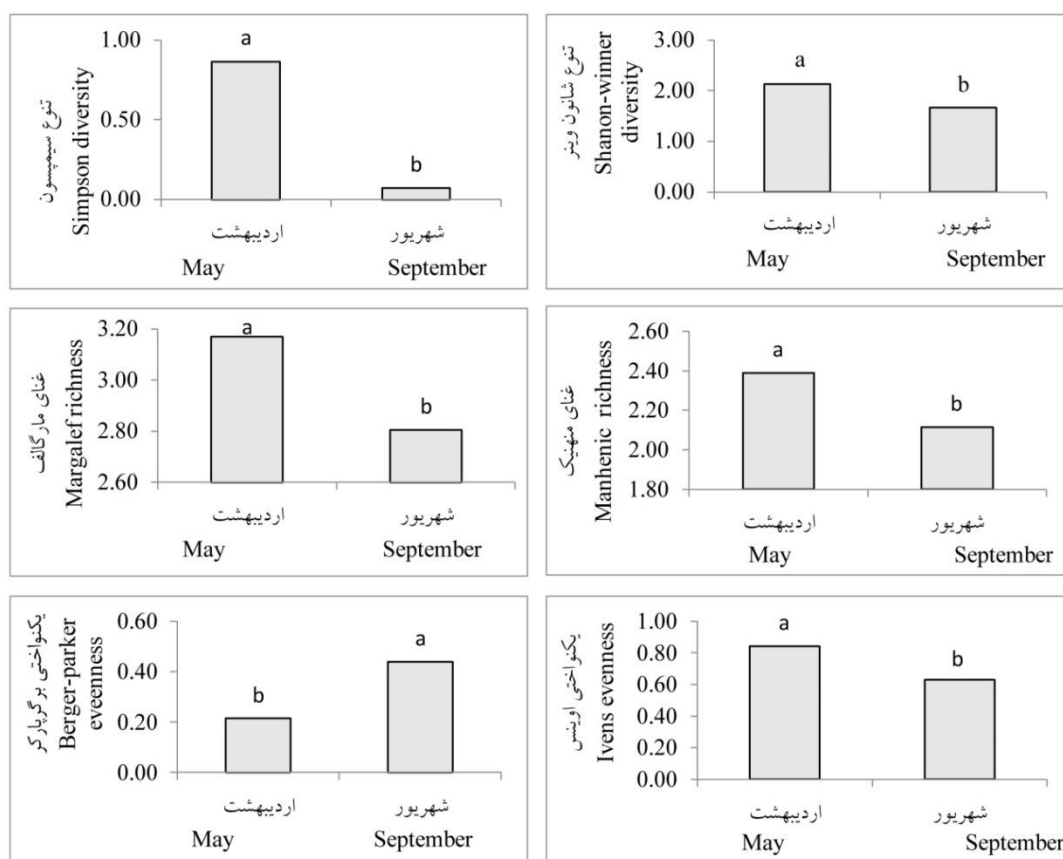 تنوع سیمپسون
Simpson diversity
1.00
0.50
0.00
a
b
اردیبهشت
شهریور
May
September
تنوع شانون وینر
Shanon-winner
diversity
3.00
2.00
1.00
0.00
a
b
اردیبهشت
شهریور
May
September
غنای مارگالف
Margalef richness
3.20
3.00
2.80
2.60
a
b
اردیبهشت
شهریور
May
September
غنای منهنیک
Manhenic richness
2.60
2.40
2.20
2.00
1.80
a
b
اردیبهشت
شهریور
May
September
یکنواختی برگرپارکر
Berger-parker
eveenness
0.60
0.40
0.20
0.00
b
a
اردیبهشت
شهریور
May
September
یکنواختی اوینس
Ivens evenness
1.00
0.80
0.60
0.40
0.20
0.00
a
b
اردیبهشت
شهریور
May
September